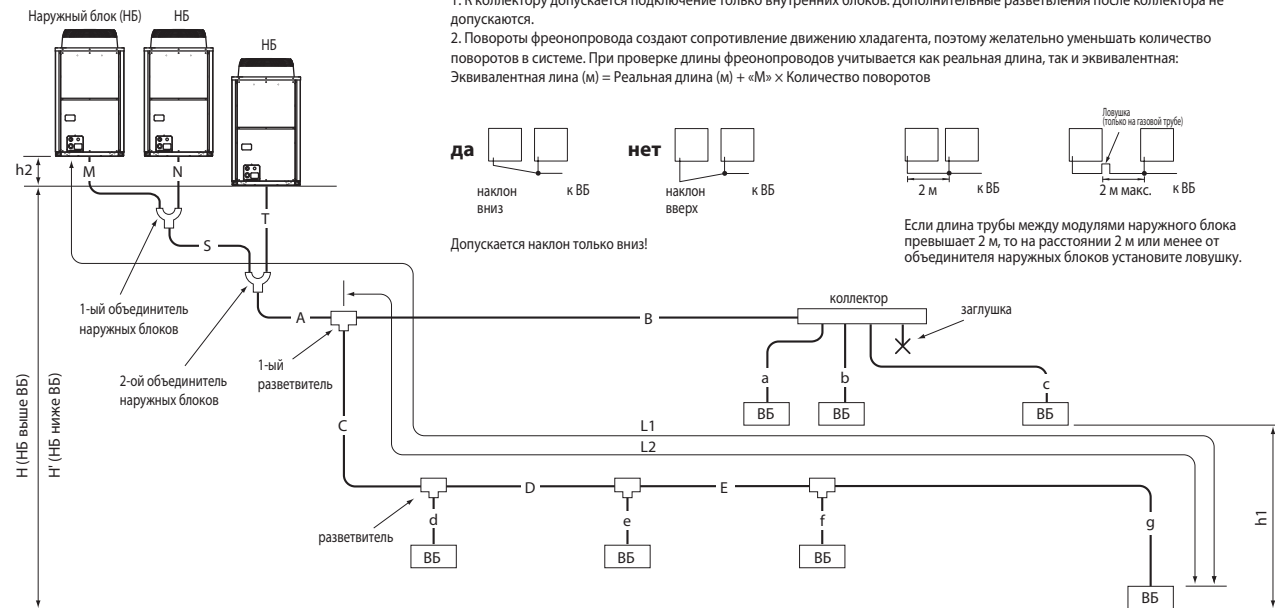 1. К коллектору допускается подключение только внутренних блоков. Дополнительные разветвления после коллектора не
допускаются.
2. Повороты фреонопровода создают сопротивление движению хладагента, поэтому желательно уменьшать количество
поворотов в системе. При проверке длины фреонопроводов учитывается как реальная длина, так и эквивалентная:
Эквивалентная лина (м) = Реальная длина (м) + «М» × Количество поворотов
Наружный блок (НБ)
НБ
НБ
да
наклон
вниз
к ВБ
нет
наклон
вверх
к ВБ
Допускается наклон только вниз!
2 м
к ВБ
Ловушка
(только на газовой трубе)
2 м макс.
к ВБ
Если длина трубы между модулями наружного блока
превышает 2 м, то на расстоянии 2 м или менее от
объединителя наружных блоков установите ловушку.
h2
M
N
T
S
1-ый объединитель
наружных блоков
2-ой объединитель
наружных блоков
A
1-ый
разветвитель
B
коллектор
заглушка
a
b
c
ВБ
ВБ
ВБ
H (НБ выше ВБ)
H' (НБ ниже ВБ)
C
L1
L2
D
E
d
e
f
g
разветвитель
ВБ
ВБ
ВБ
ВБ
h1